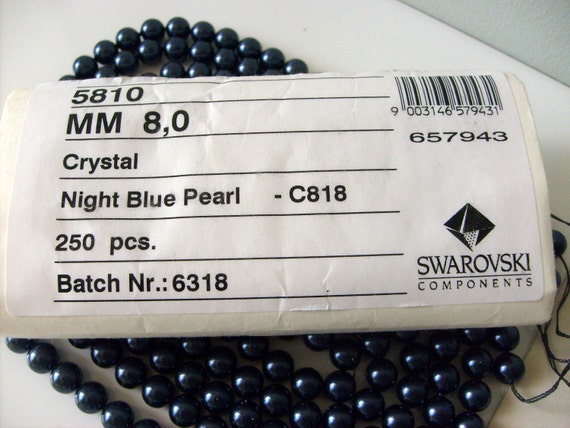 5810
MM 8,0
Crystal
Night Blue Pearl - C818
250 pcs.
Batch Nr.: 6318
9 003146 579431
657943
SWAROVSKI
COMPONENTS